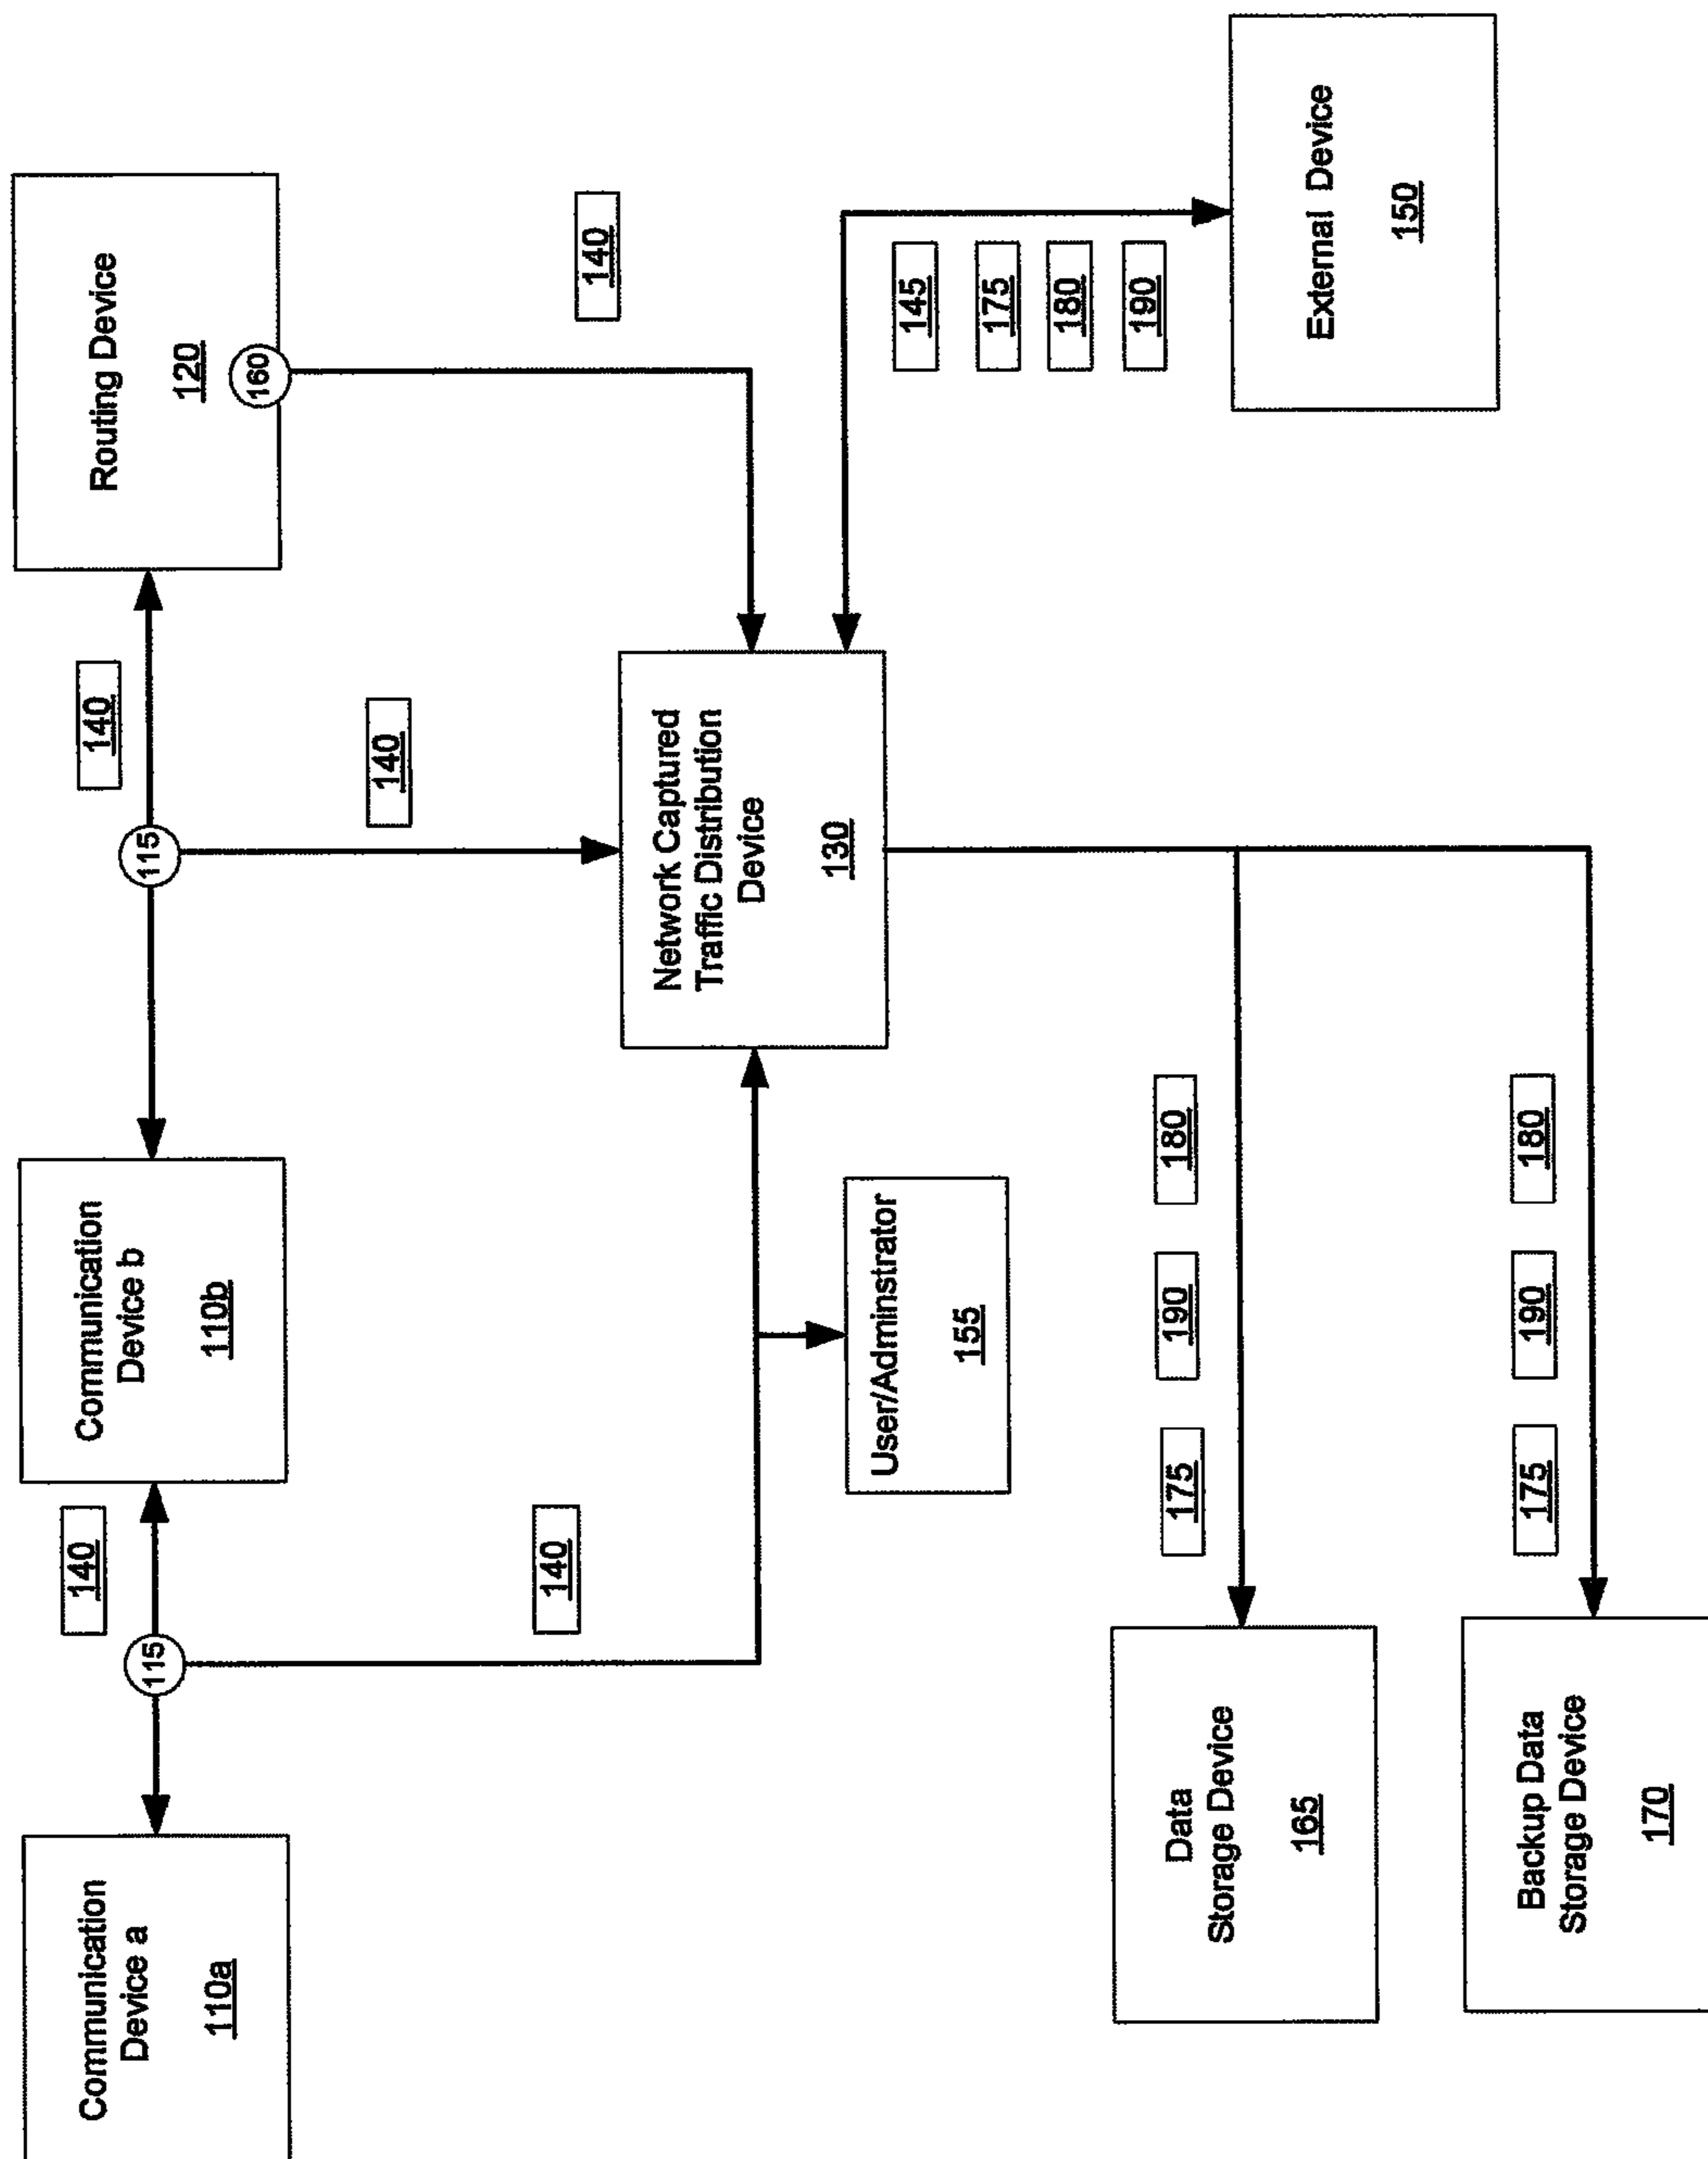 Communication
Device a
110a
115
140
Communication
Device b
110b
115
140
Routing Device
120
160
140
140
140
Network Captured
Traffic Distribution
Device
130
User/Adminstrator
155
145
175
180
190
External Device
150
175
190
180
Data
Storage Device
165
175
190
180
Backup Data
Storage Device
170